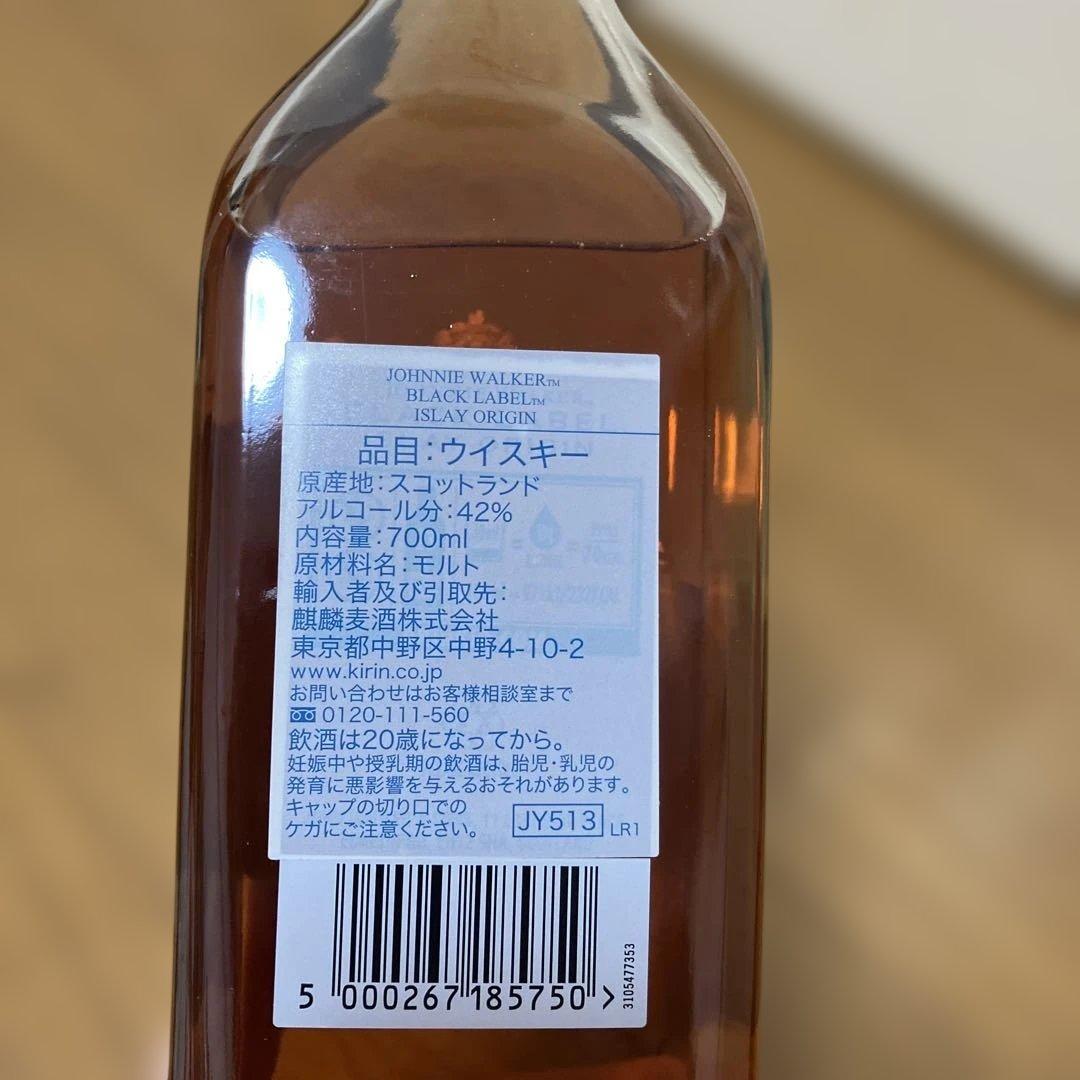 JOHNNIE WALKER™
BLACK LABEL™
ISLAY ORIGIN
品目：ウイスキー
原産地：スコットランド
アルコール分：42%
内容量：700ml
原材料名：モルト
輸入者及び引取先：
麒麟麦酒株式会社
東京都中野区中野4-10-2
www.kirin.co.jp
お問い合わせはお客様相談室まで
0120-111-560
飲酒は20歳になってから。
妊娠中や授乳期の飲酒は、胎児・乳児の
発育に悪影響を与えるおそれがあります。
キャップの切り口での
ケガにご注意ください。
JY513 LR1
5 000267 185750 >
3105477353